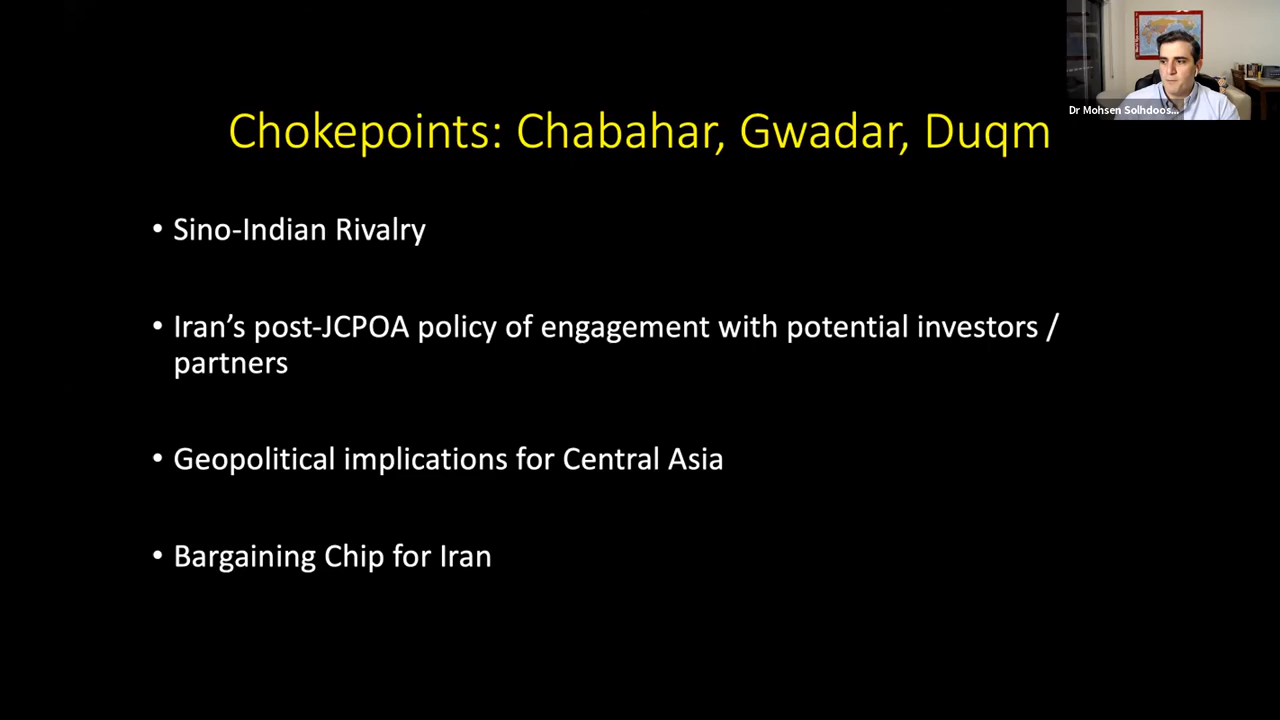 Dr Mohsen Solhdoos...
Chokepoints: Chabahar, Gwadar, Duqm
• Sino-Indian Rivalry
• Iran’s post-JCPOA policy of engagement with potential investors /
partners
• Geopolitical implications for Central Asia
• Bargaining Chip for Iran